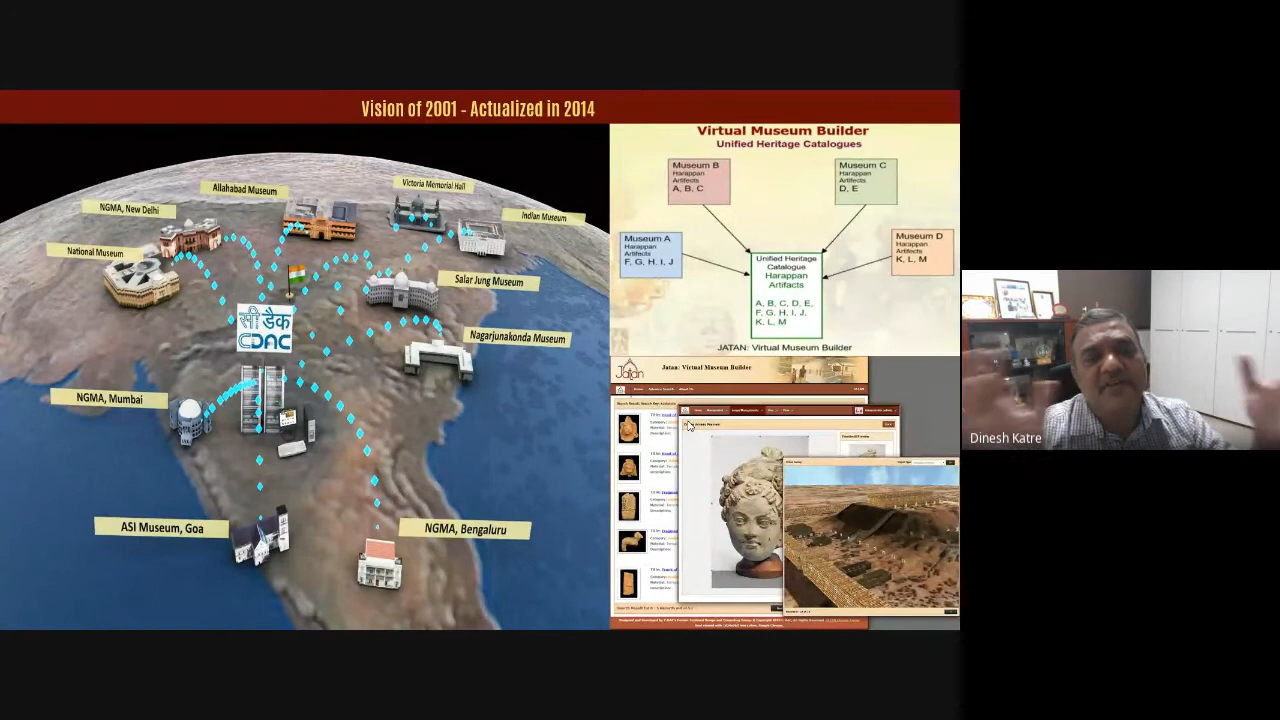 Vision of 2001 - Actualized in 2014
Allahabad Museum
Victoria Memorial Hall
NGMA, New Delhi
Indian Museum
National Museum
Salar Jung Museum
सी डैक
CDAC
Nagarjunakonda Museum
NGMA, Mumbai
ASI Museum, Goa
NGMA, Bengaluru
Virtual Museum Builder
Unified Heritage Catalogues
Museum B
Harappan
Artifacts
A, B, C
Museum C
Harappan
Artifacts
D, E
Museum A
Harappan
Artifacts
F, G, H, I, J
Museum D
Harappan
Artifacts
K, L, M
Unified Heritage
Catalogue
Harappan
Artifacts
A, B, C, D, E,
F, G, H, I, J,
K, L, M
JATAN: Virtual Museum Builder
Jatan
Jatan: Virtual Museum Builder
Dinesh Katre